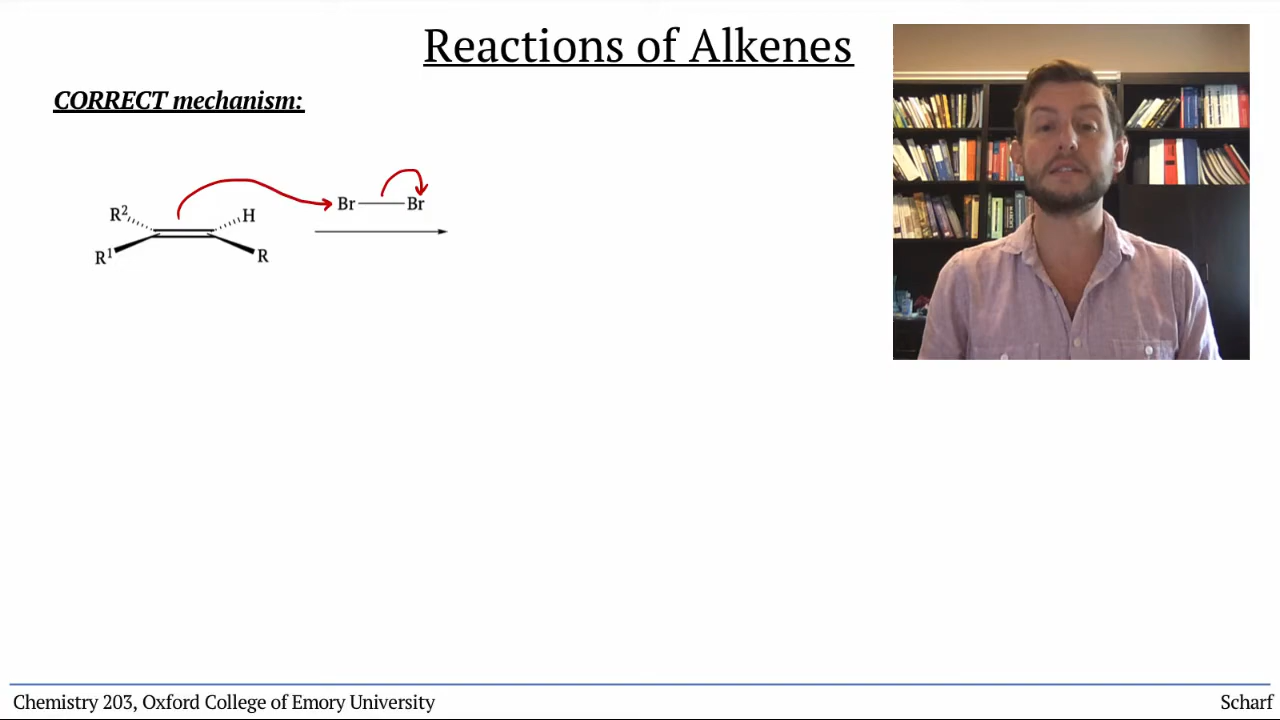 Reactions of Alkenes
CORRECT mechanism:
R² H Br Br
R¹ R
Chemistry 203, Oxford College of Emory University Scharf